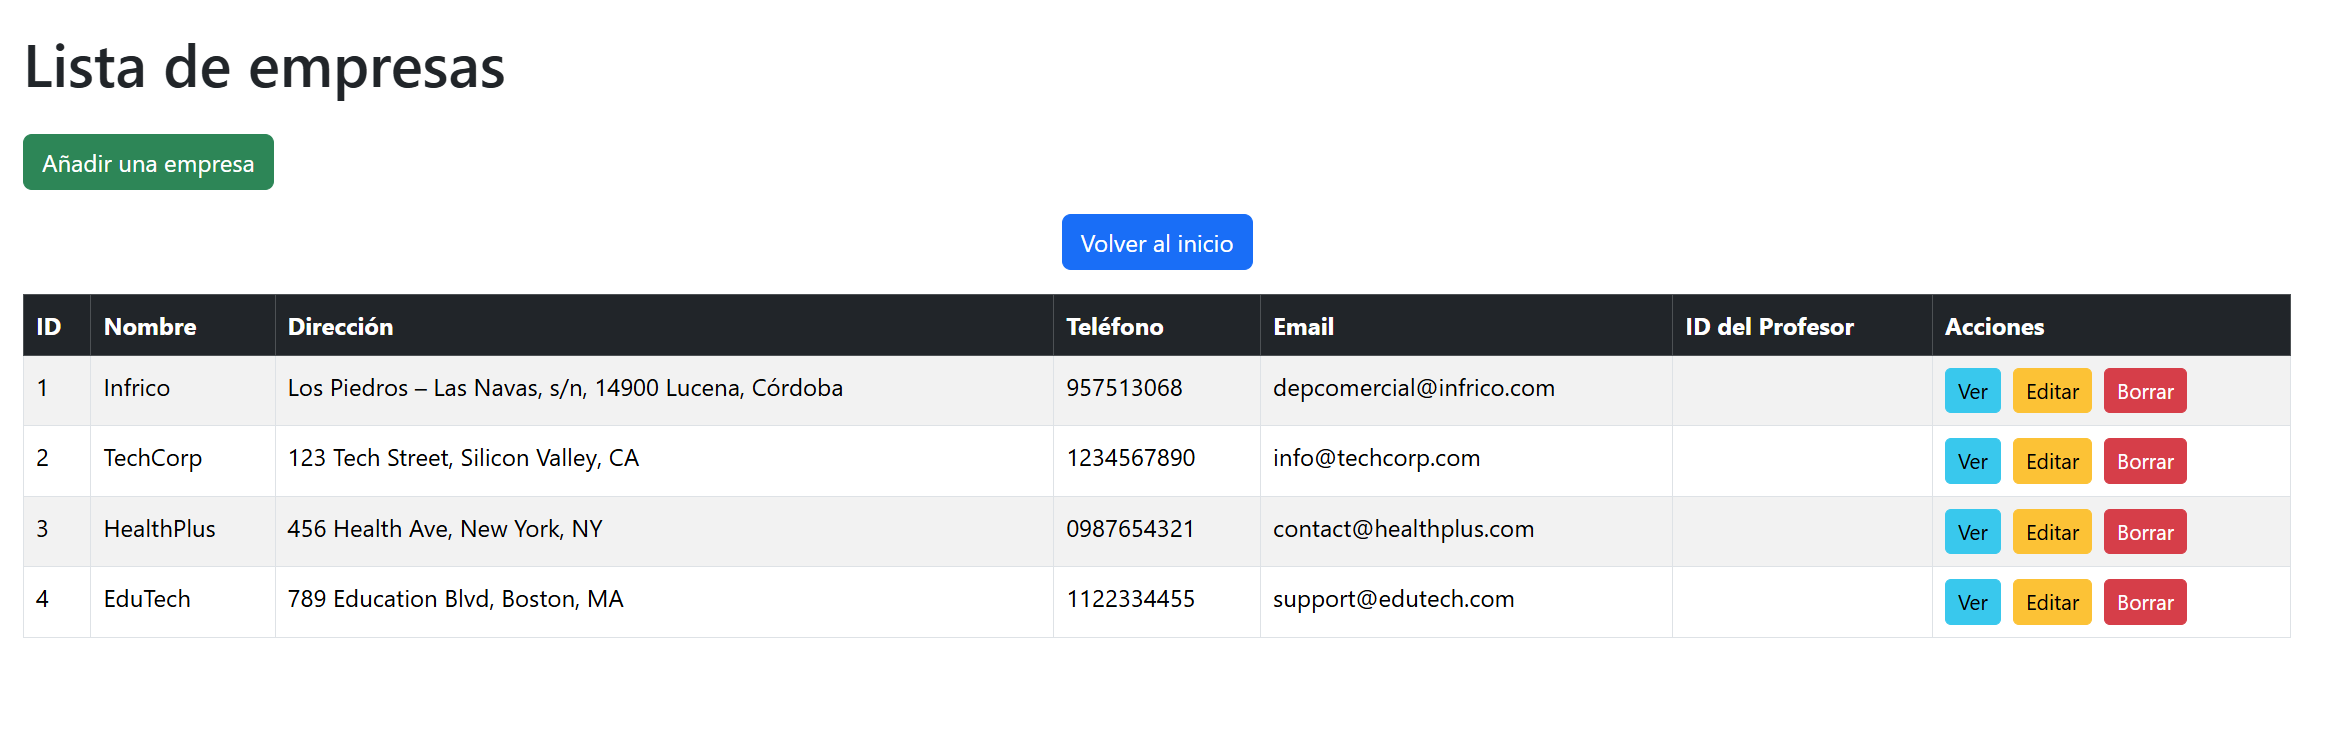 Lista de empresas
Añadir una empresa
Volver al inicio
ID Nombre Dirección Teléfono Email ID del Profesor Acciones
1 Infrico Los Piedros – Las Navas, s/n, 14900 Lucena, Córdoba 957513068 depcomercial@infrico.com Ver Editar Borrar
2 TechCorp 123 Tech Street, Silicon Valley, CA 1234567890 info@techcorp.com Ver Editar Borrar
3 HealthPlus 456 Health Ave, New York, NY 0987654321 contact@healthplus.com Ver Editar Borrar
4 EduTech 789 Education Blvd, Boston, MA 1122334455 support@edutech.com Ver Editar Borrar